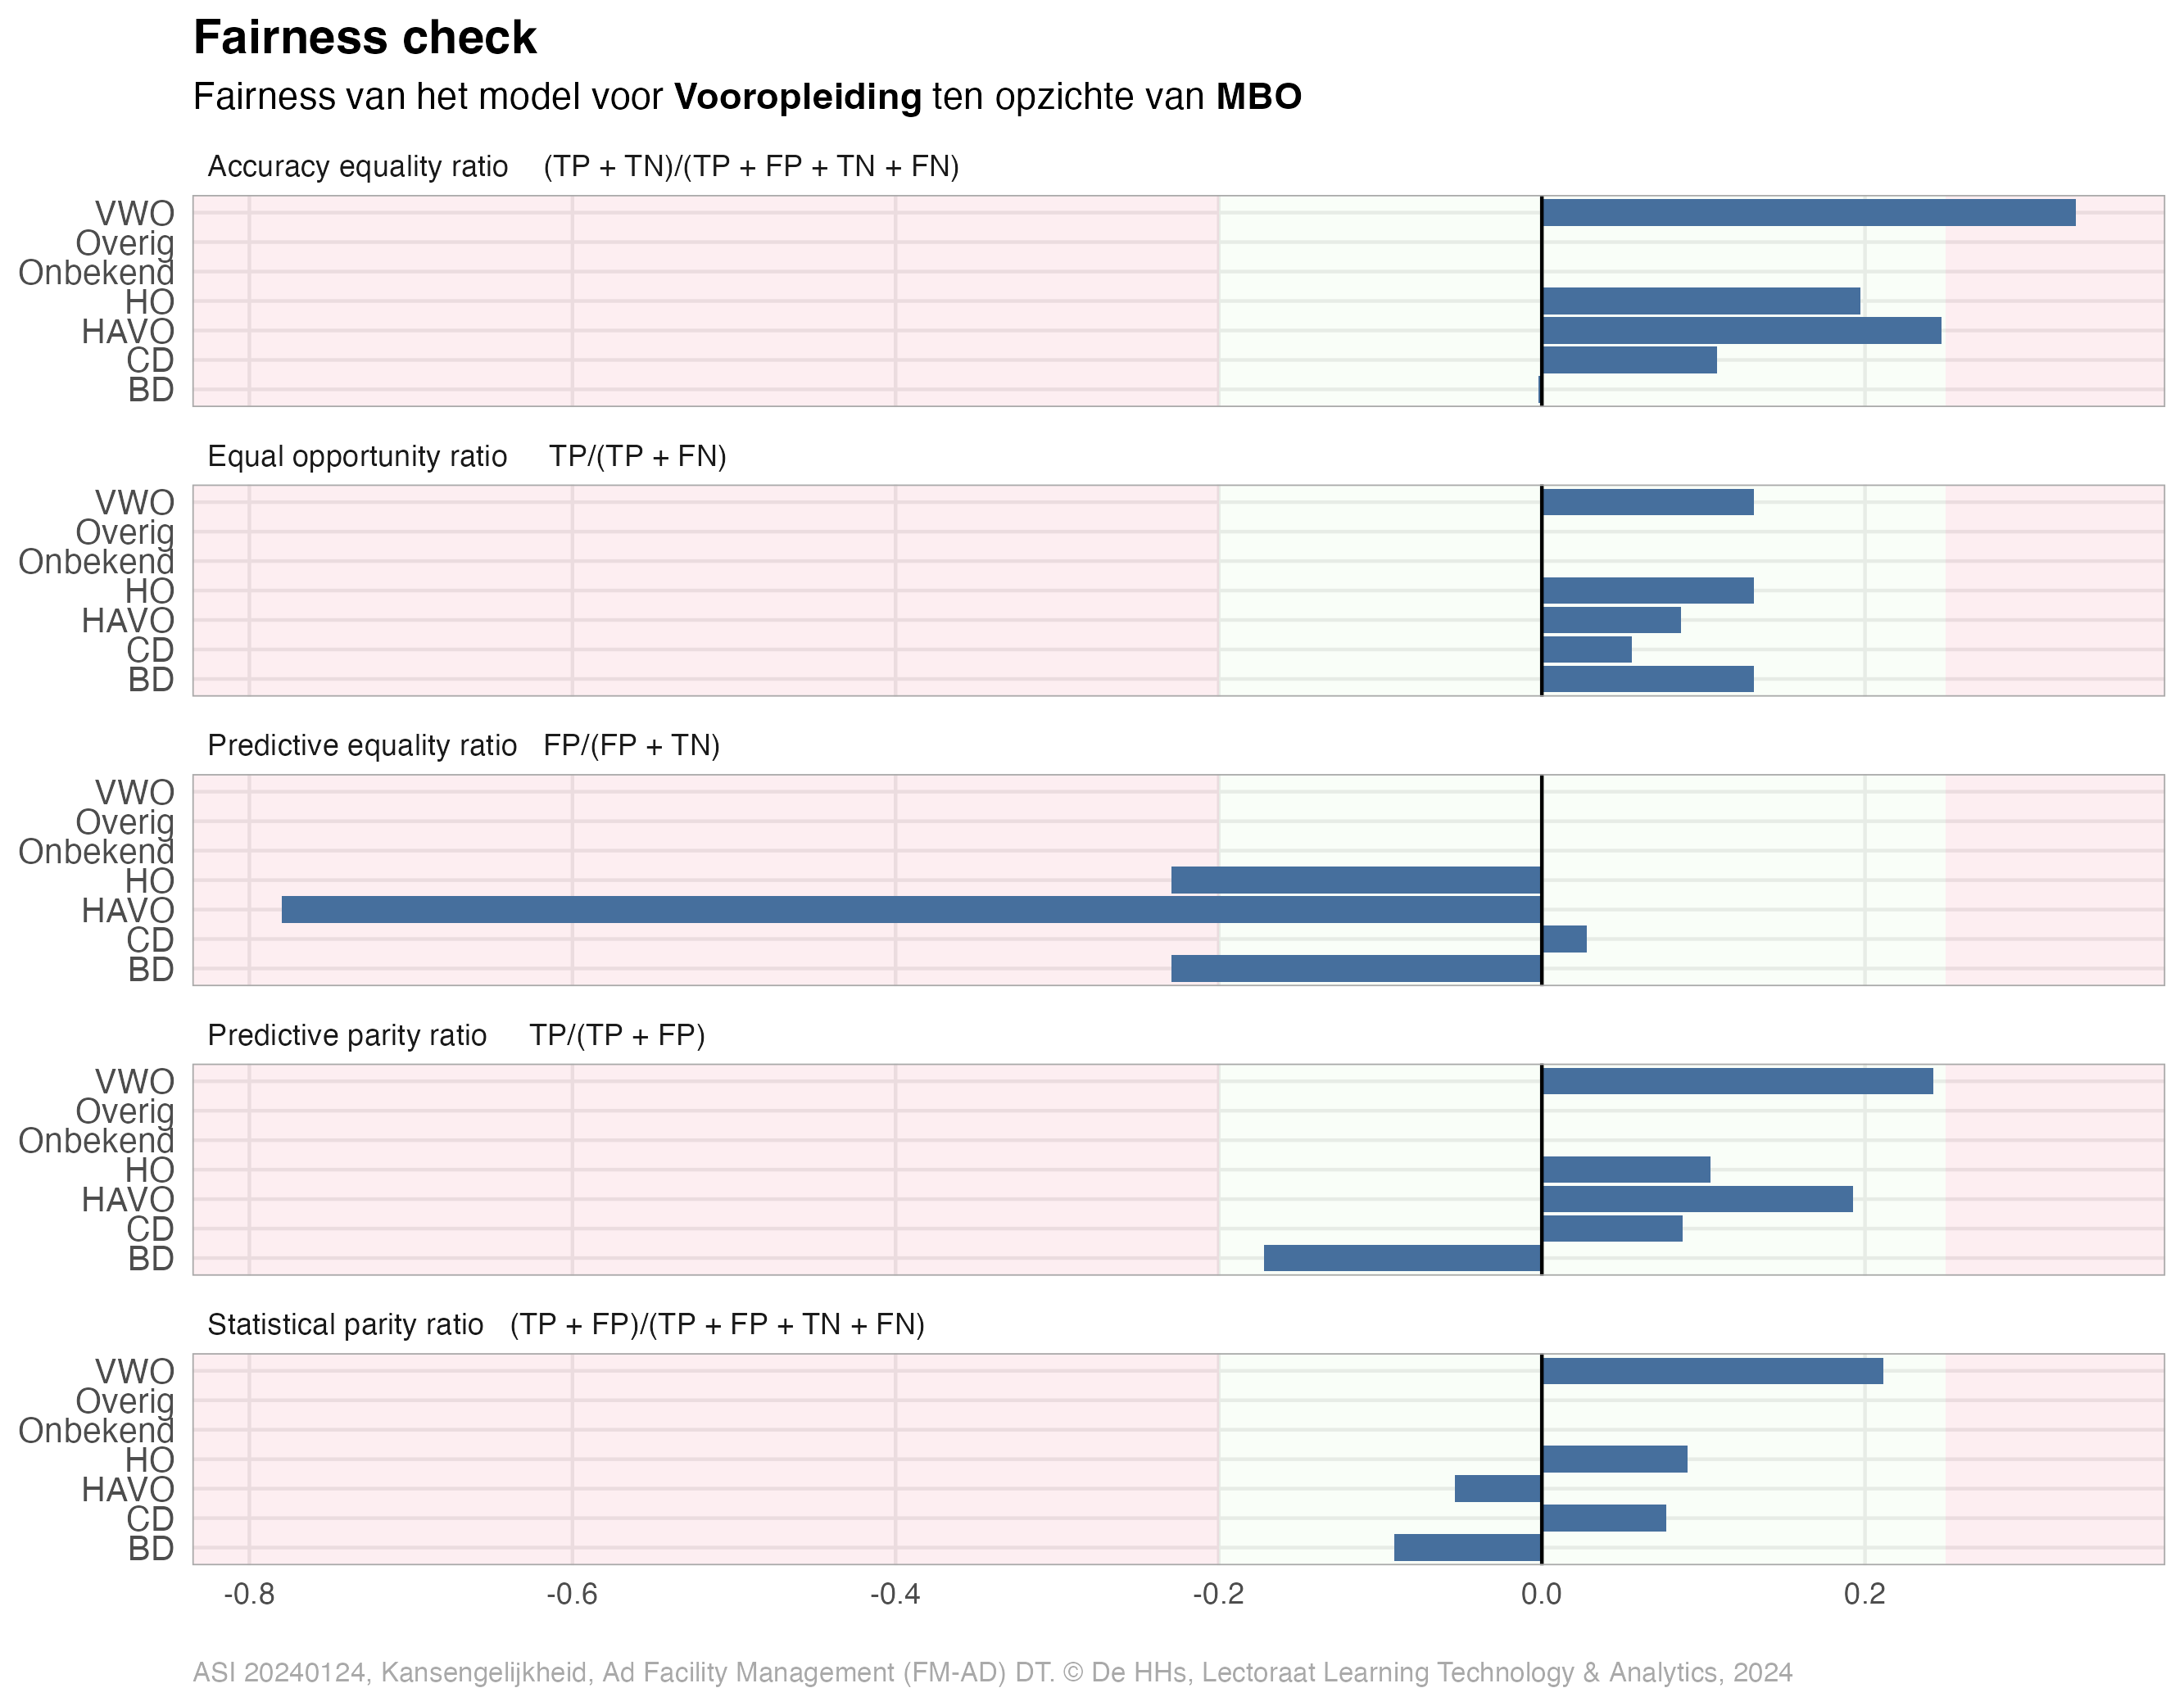 Fairness check
Fairness van het model voor Vooropleiding ten opzichte van MBO
Accuracy equality ratio (TP + TN)/(TP + FP + TN + FN)
VWO
Overig
Onbekend
HO
HAVO
CD
BD
Equal opportunity ratio TP/(TP + FN)
VWO
Overig
Onbekend
HO
HAVO
CD
BD
Predictive equality ratio FP/(FP + TN)
VWO
Overig
Onbekend
HO
HAVO
CD
BD
Predictive parity ratio TP/(TP + FP)
VWO
Overig
Onbekend
HO
HAVO
CD
BD
Statistical parity ratio (TP + FP)/(TP + FP + TN + FN)
VWO
Overig
Onbekend
HO
HAVO
CD
BD
-0.8 -0.6 -0.4 -0.2 0.0 0.2
ASI 20240124, Kansengelijkheid, Ad Facility Management (FM-AD) DT. © De HHs, Lectoraat Learning Technology & Analytics, 2024